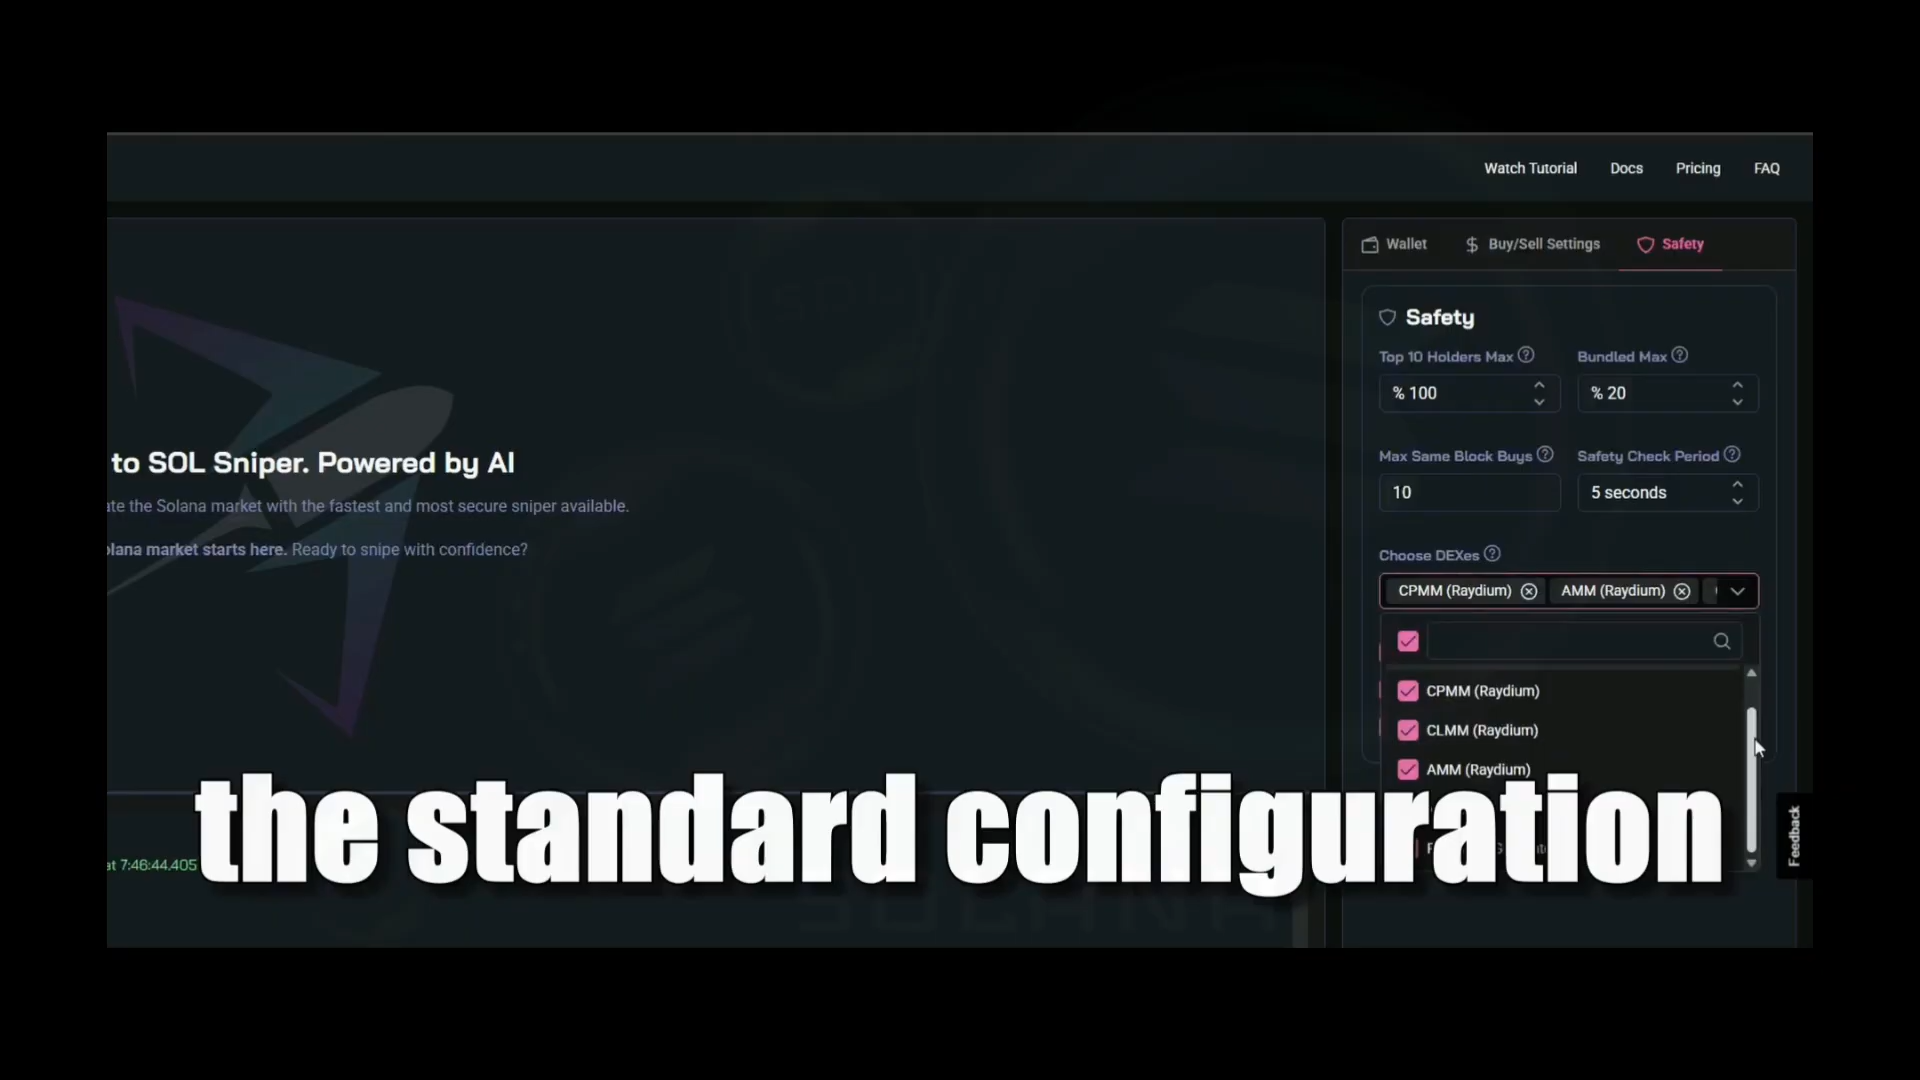 Watch Tutorial Docs Pricing FAQ
Wallet Buy/Sell Settings Safety
Safety
Top 10 Holders Max Bundled Max
% 100 % 20
Max Same Block Buys Safety Check Period
10 5 seconds
Choose DEXes
CPMM (Raydium) AMM (Raydium)
CPMM (Raydium)
CLMM (Raydium)
AMM (Raydium)
to SOL Sniper. Powered by AI
the Solana market with the fastest and most secure sniper available.
market starts here. Ready to snipe with confidence?
at 7:46:44.405
the standard configuration
Feedback
SOLANA